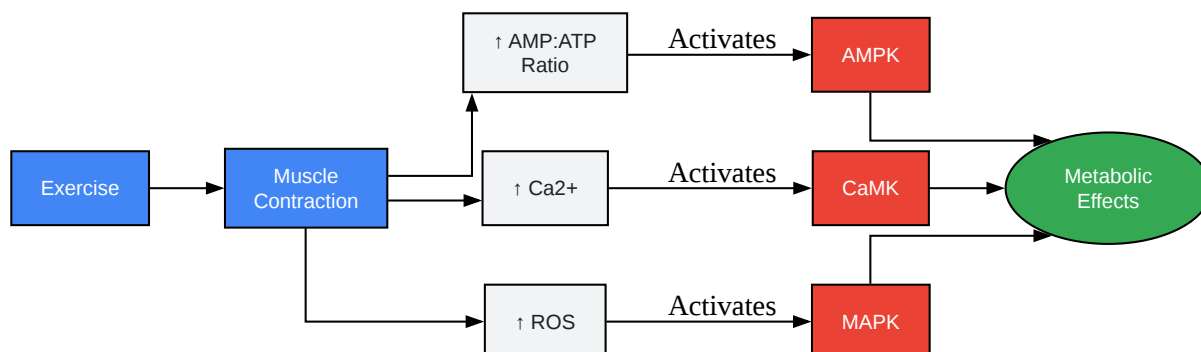 ↑ AMP:ATP
Ratio
Activates
AMPK
Exercise
Muscle
Contraction
↑ Ca2+
Activates
CaMK
Metabolic
Effects
↑ ROS
Activates
MAPK